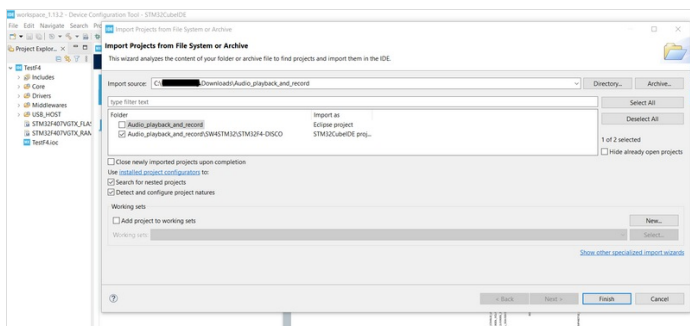 workspace_1.13.2 - Device Configuration Tool - STM32CubeIDE
File Edit Navigate Search
Project Explor...
TestF4
Includes
Core
Drivers
Middlewares
USB_HOST
STM32F407VGTX_FLAS
STM32F407VGTX_RAM
TestF4.ioc
Import Projects from File System or Archive
Import Projects from File System or Archive
This wizard analyzes the content of your folder or archive file to find projects and import them in the IDE.
Import source: C:\ Downloads\Audio_playback_and_record Directory... Archive...
type filter text Select All
Folder Import as Deselect All
Audio_playback_and_record Eclipse project
Audio_playback_and_record\SW4STM32\STM32F4-DISCO STM32CubeIDE proj...
1 of 2 selected
Hide already open projects
Close newly imported projects upon completion
Use installed project configurators to:
Search for nested projects
Detect and configure project natures
Working sets
Add project to working sets New...
Working sets: Select...
Show other specialized import wizards
? < Back Next > Finish Cancel